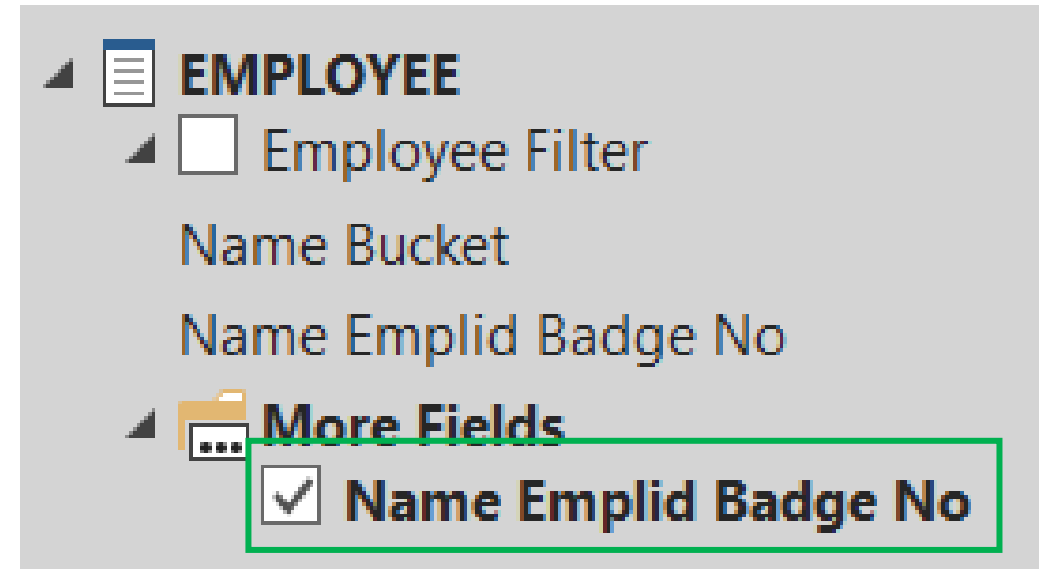 EMPLOYEE
Employee Filter
Name Bucket
Name Emplid Badge No
More Fields
Name Emplid Badge No